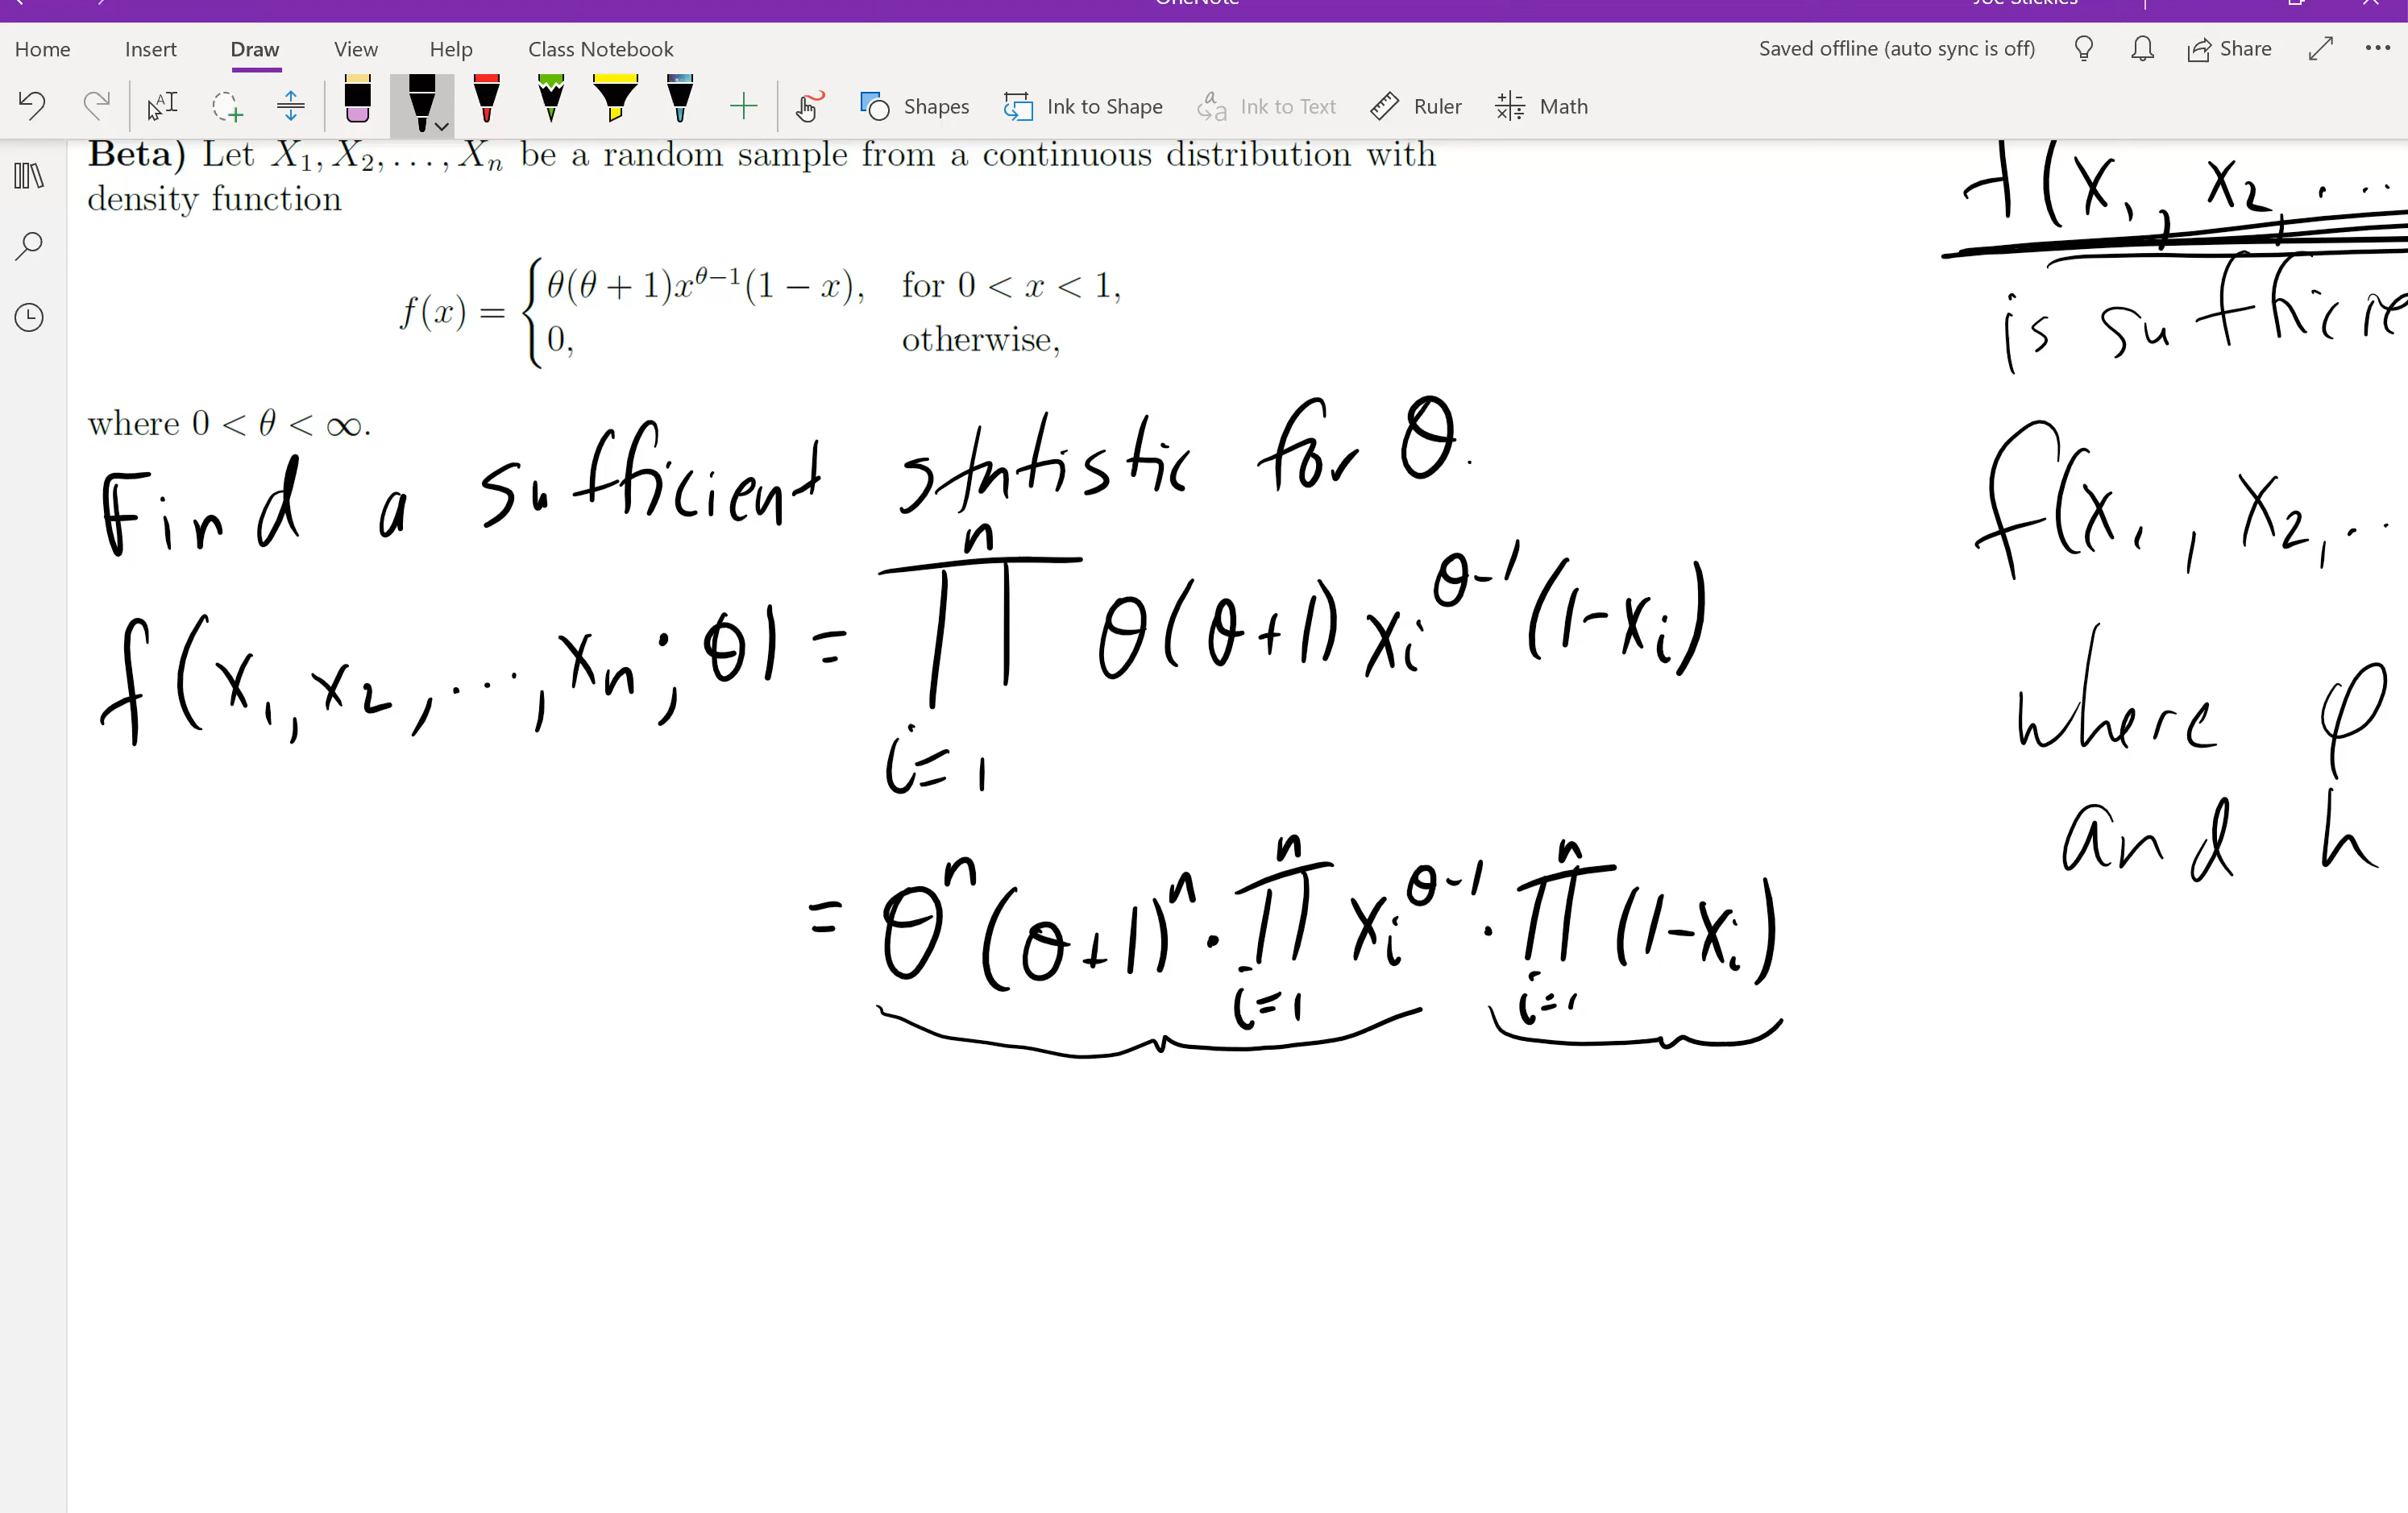 Home Insert Draw View Help Class Notebook Saved offline (auto sync is off) Share
Shapes Ink to Shape Ink to Text Ruler Math
Beta) Let X₁, X₂, . . . , Xₙ be a random sample from a continuous distribution with
density function
f(x) = { θ(θ + 1)x^{θ−1}(1 − x), for 0 < x < 1,
0, otherwise,
where 0 < θ < ∞.
Find a sufficient statistic for θ.
f(x₁, x₂, ..., xₙ; θ) = ∏_{i=1}^{n} θ(θ+1) xᵢ^{θ-1} (1-xᵢ)
= θⁿ(θ+1)ⁿ · ∏_{i=1}^{n} xᵢ^{θ-1} · ∏_{i=1}^{n} (1-xᵢ)
f(x₁, x₂, ...
is
f(x₁, x₂, ..
where φ
and h